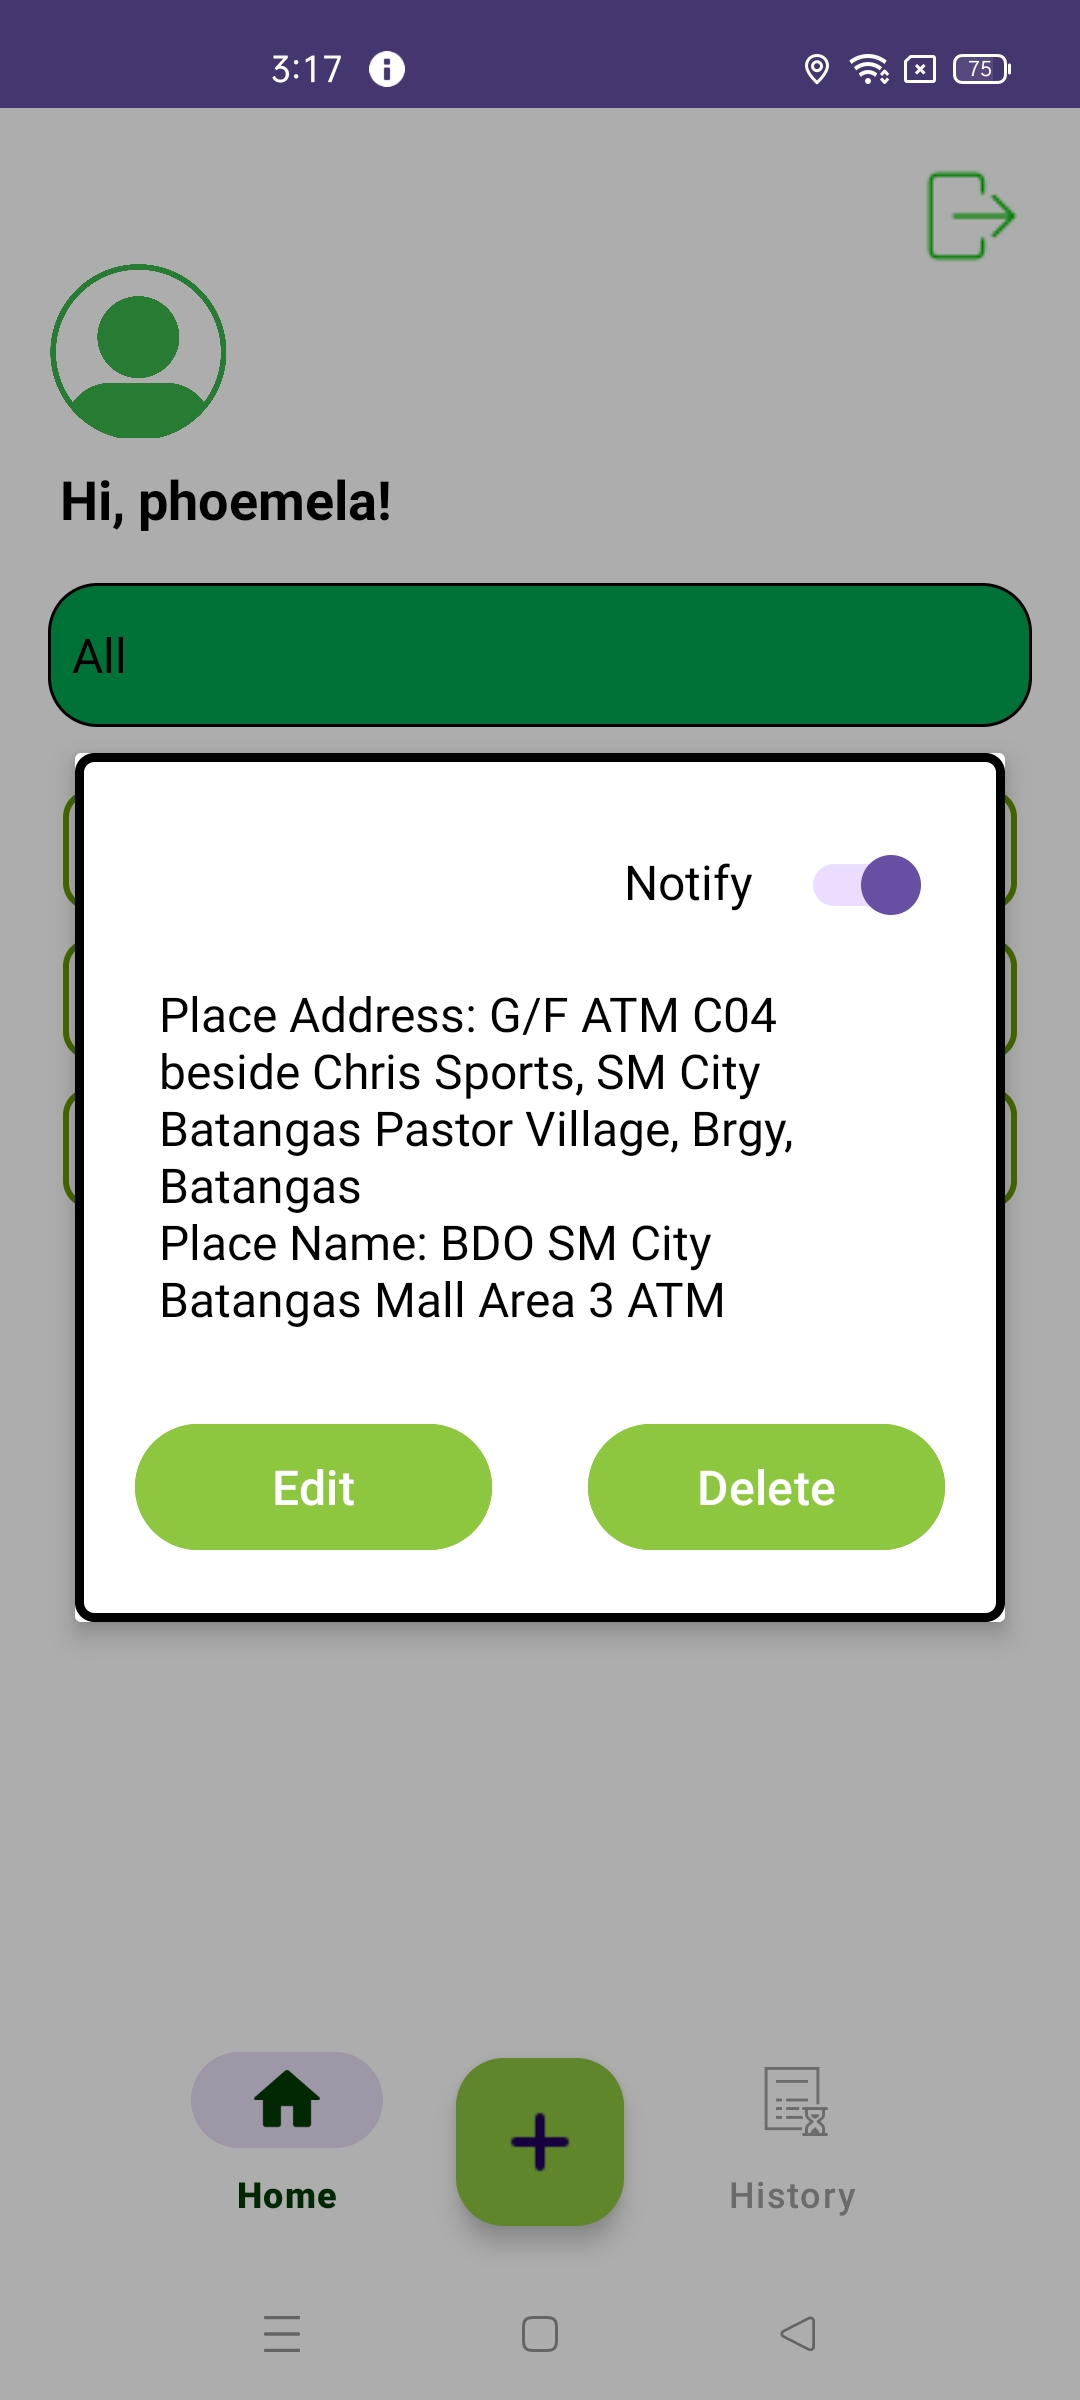 3:17
75
Hi, phoemela!
All
Notify
Place Address: G/F ATM C04
beside Chris Sports, SM City
Batangas Pastor Village, Brgy,
Batangas
Place Name: BDO SM City
Batangas Mall Area 3 ATM
Edit
Delete
Home
History